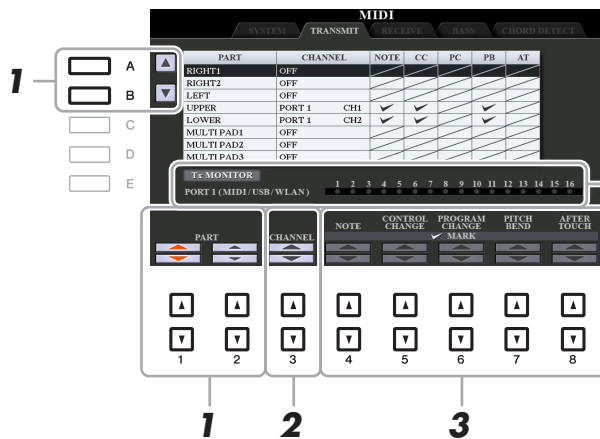 MIDI
SYSTEM TRANSMIT RECEIVE BASS CHORD DETECT
PART CHANNEL NOTE CC PC PB AT
RIGHT1 OFF
RIGHT2 OFF
LEFT OFF
UPPER PORT 1 CH1
LOWER PORT 1 CH2
MULTI PAD1 OFF
MULTI PAD2 OFF
MULTI PAD3 OFF
1
A
B
C
D
E
Tx MONITOR
PORT 1 (MIDI/USB/WLAN) 1 2 3 4 5 6 7 8 9 10 11 12 13 14 15 16
PART CHANNEL NOTE CONTROL CHANGE PROGRAM CHANGE PITCH BEND AFTER TOUCH
MARK
1 2 3 4 5 6 7 8
1 2 3